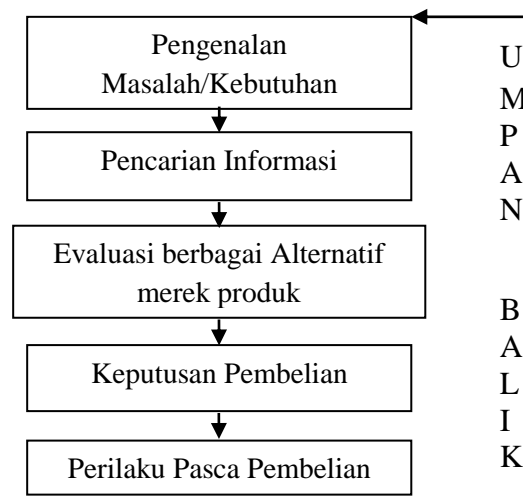 Pengenalan
Masalah/Kebutuhan
Pencarian Informasi
Evaluasi berbagai Alternatif
merek produk
Keputusan Pembelian
Perilaku Pasca Pembelian
U
M
P
A
N
B
A
L
I
K